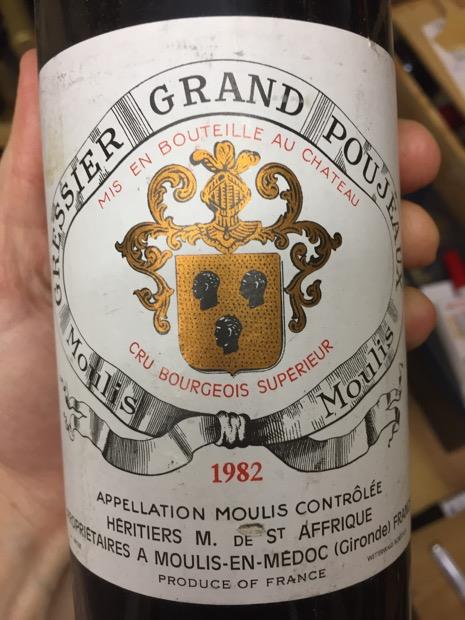 GRESSIER GRAND POUJEAUX
MIS EN BOUTEILLE AU CHATEAU
CRU BOURGEOIS SUPÉRIEUR
Moulis Moulis
1982
APPELLATION MOULIS CONTRÔLÉE
HÉRITIERS M. DE ST AFFRIQUE
PROPRIÉTAIRES A MOULIS-EN-MÉDOC (Gironde) FRANCE
PRODUCE OF FRANCE